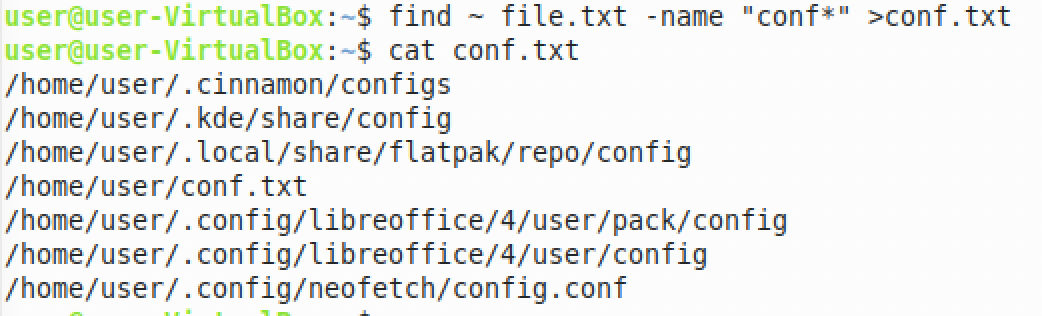 user@user-VirtualBox:~$ find ~ file.txt -name "conf*" >conf.txt
user@user-VirtualBox:~$ cat conf.txt
/home/user/.cinnamon/configs
/home/user/.kde/share/config
/home/user/.local/share/flatpak/repo/config
/home/user/conf.txt
/home/user/.config/libreoffice/4/user/pack/config
/home/user/.config/libreoffice/4/user/config
/home/user/.config/neofetch/config.conf